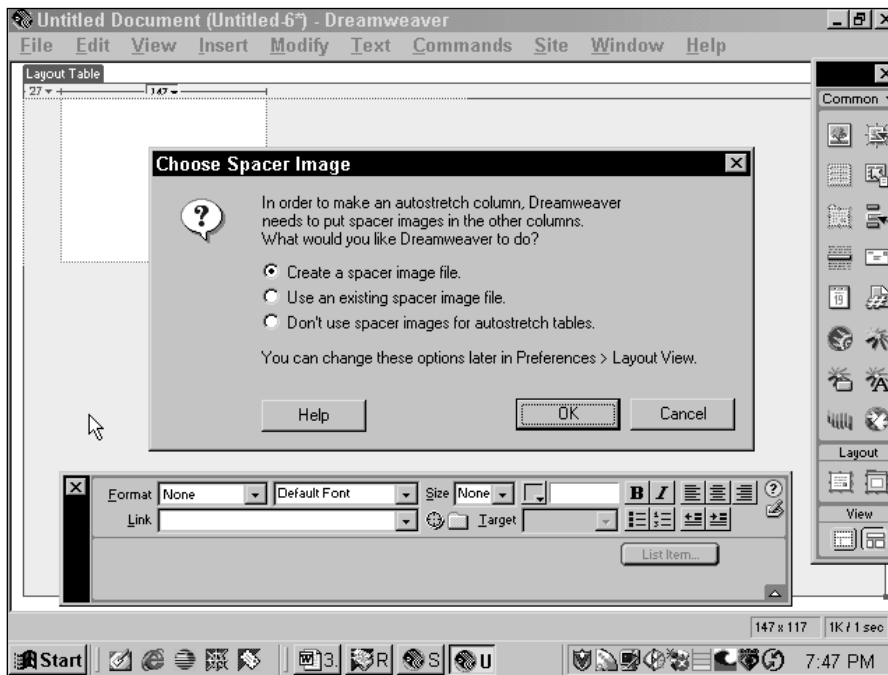 Untitled Document (Untitled-6*) - Dreamweaver
File Edit View Insert Modify Text Commands Site Window Help
Layout Table
27 147
Common
Choose Spacer Image
In order to make an autostretch column, Dreamweaver
needs to put spacer images in the other columns.
What would you like Dreamweaver to do?
Create a spacer image file.
Use an existing spacer image file.
Don't use spacer images for autostretch tables.
You can change these options later in Preferences > Layout View.
Help OK Cancel
Layout
View
Format None Default Font Size None B I
Link Target
List Item...
147 x 117 1K / 1 sec
Start 3. R S U 7:47 PM